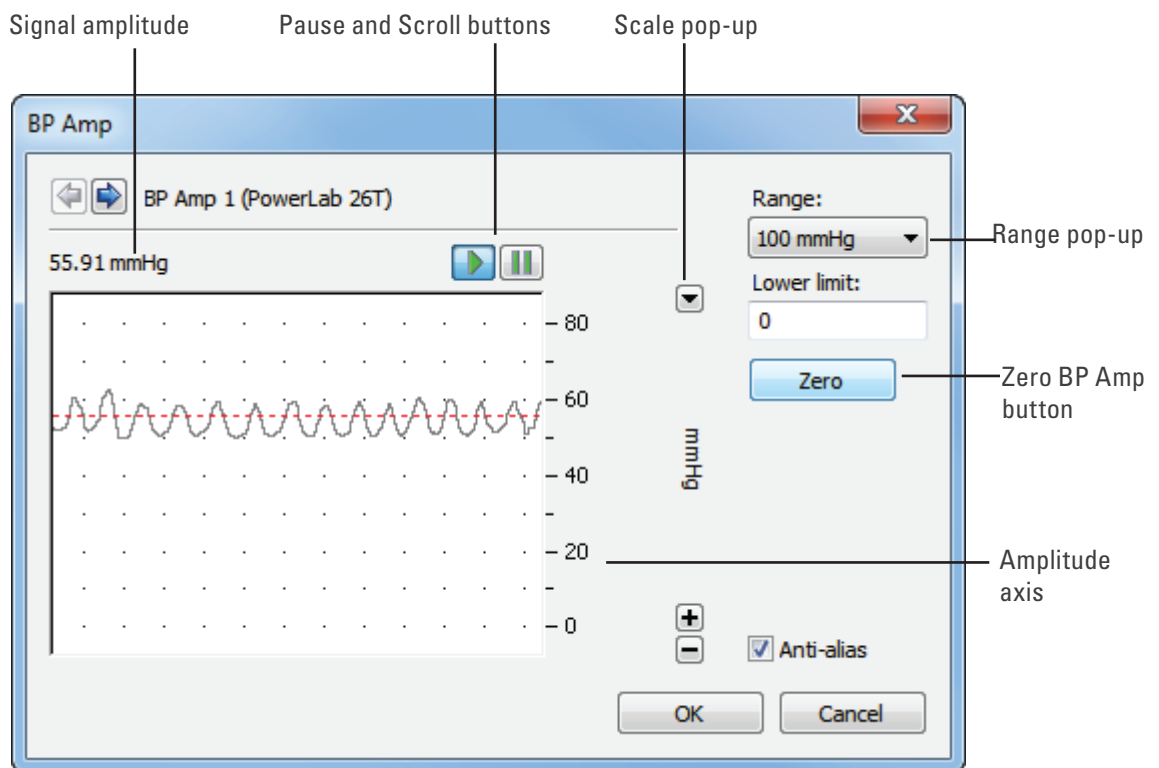 Signal amplitude
Pause and Scroll buttons
Scale pop-up
BP Amp
BP Amp 1 (PowerLab 26T)
Range:
100 mmHg
Range pop-up
55.91 mmHg
Lower limit:
0
80
Zero
Zero BP Amp
button
60
mmHg
40
20
Amplitude
axis
0
Anti-alias
OK
Cancel